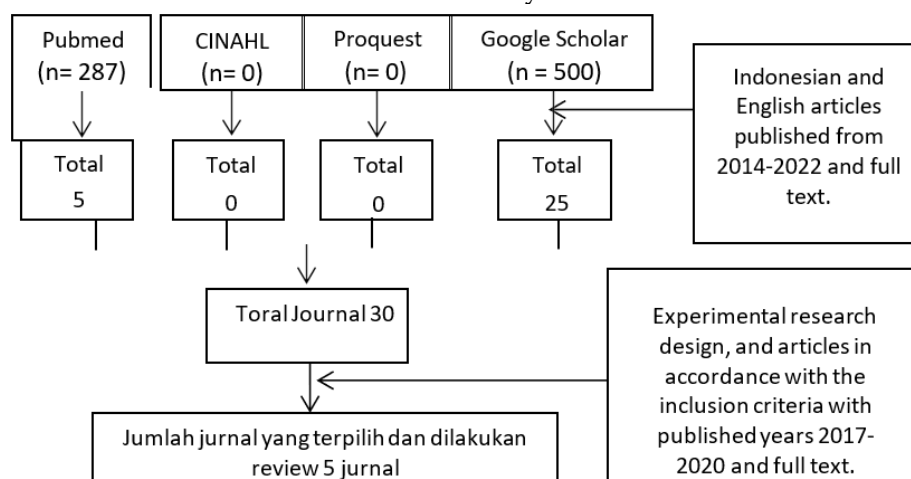 Pubmed
(n= 287)
CINAHL
(n= 0)
Proquest
(n= 0)
Google Scholar
(n = 500)
Indonesian and
English articles
published from
2014-2022 and full
text.
Total
5
Total
0
Total
0
Total
25
Toral Journal 30
Experimental research
design, and articles in
accordance with the
inclusion criteria with
published years 2017-
2020 and full text.
Jumlah jurnal yang terpilih dan dilakukan
review 5 jurnal